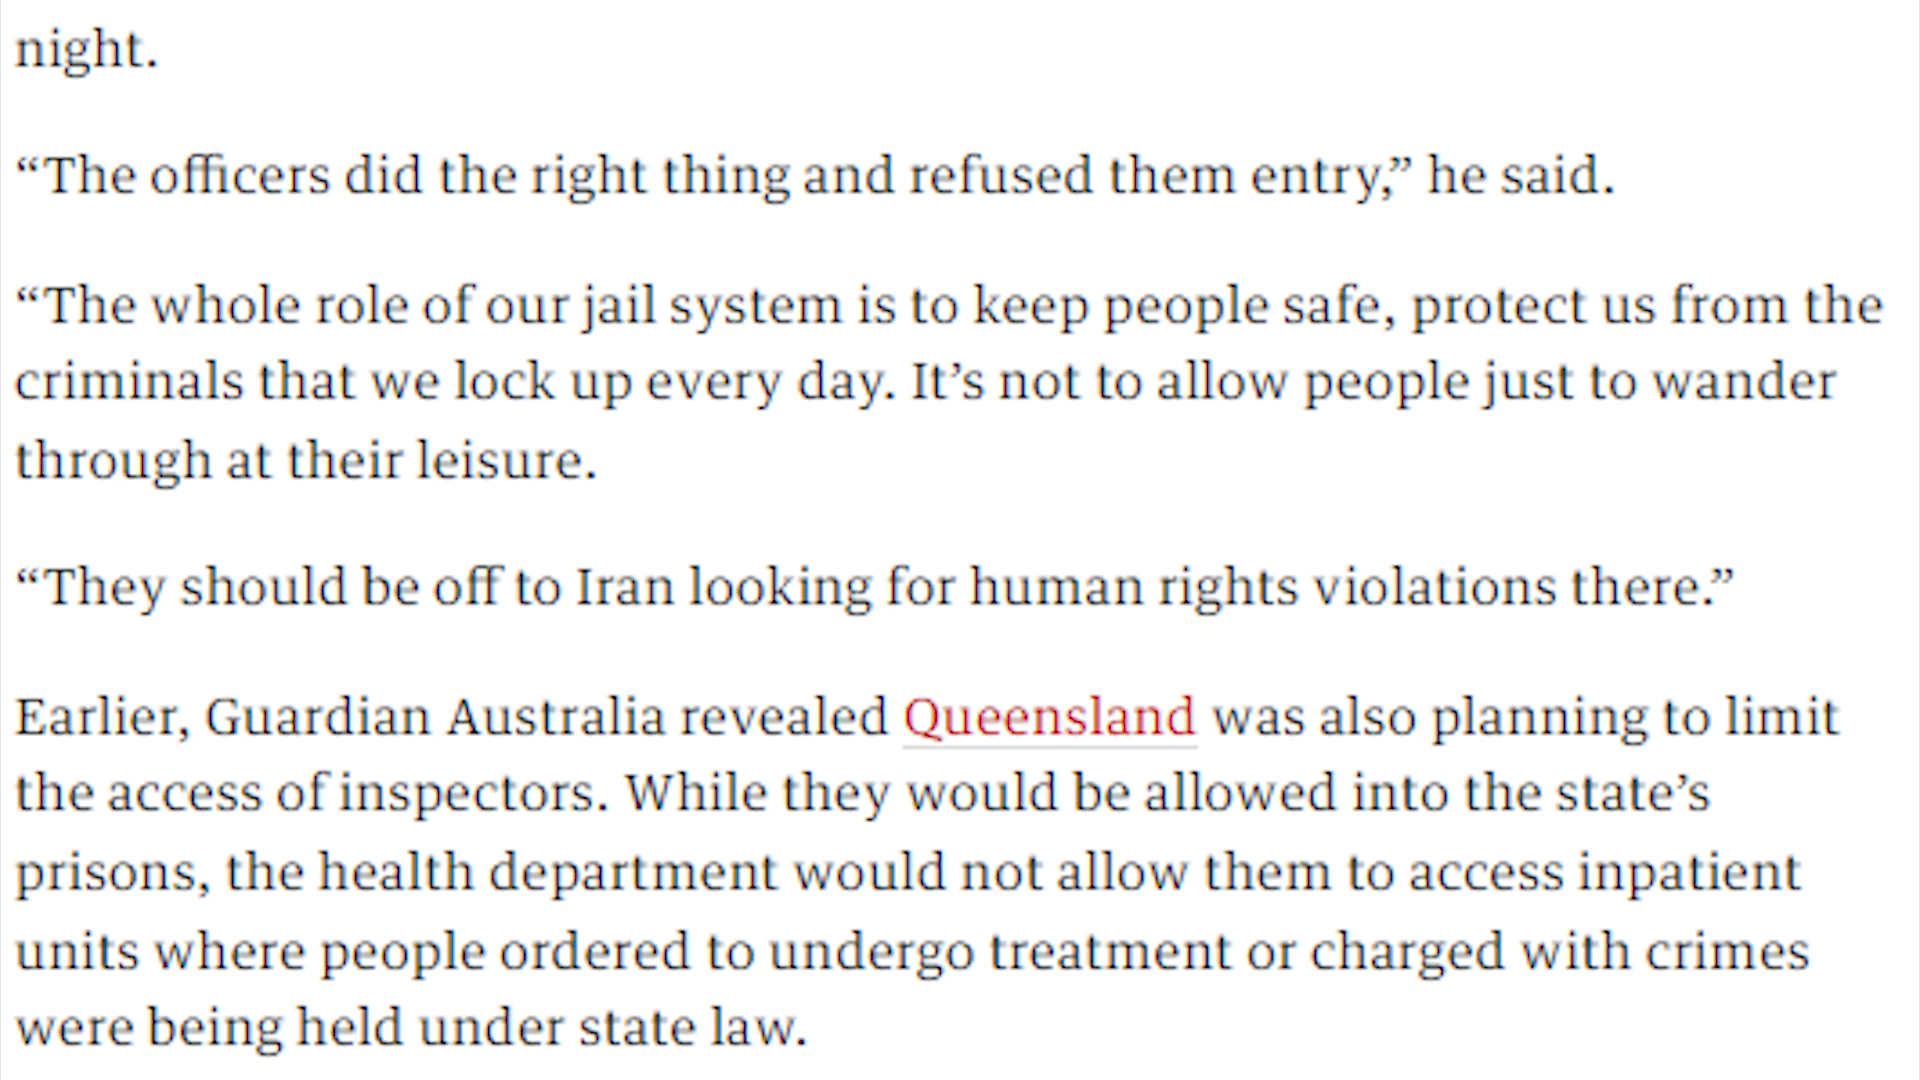 night.
“The officers did the right thing and refused them entry,” he said.
“The whole role of our jail system is to keep people safe, protect us from the
criminals that we lock up every day. It’s not to allow people just to wander
through at their leisure.
“They should be off to Iran looking for human rights violations there.”
Earlier, Guardian Australia revealed Queensland was also planning to limit
the access of inspectors. While they would be allowed into the state’s
prisons, the health department would not allow them to access inpatient
units where people ordered to undergo treatment or charged with crimes
were being held under state law.